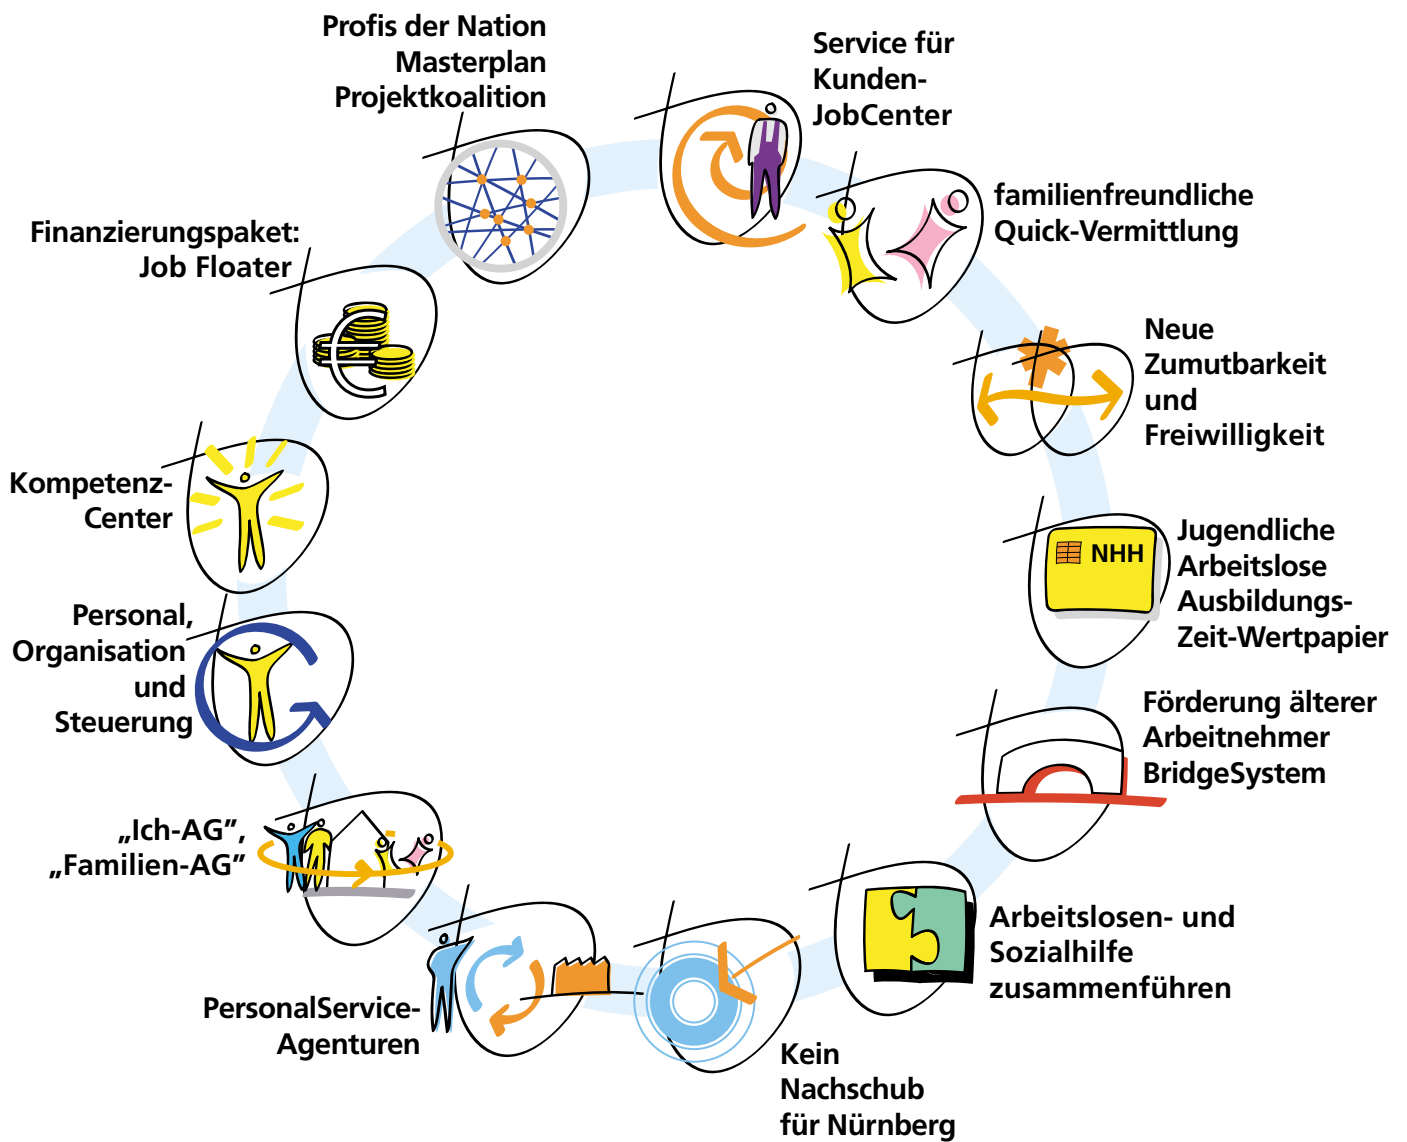 Profis der Nation
Masterplan
Projektkoalition
Service für
Kunden-
JobCenter
familienfreundliche
Quick-Vermittlung
Neue
Zumutbarkeit
und
Freiwilligkeit
NHH
Jugendliche
Arbeitslose
Ausbildungs-
Zeit-Wertpapier
Förderung älterer
Arbeitnehmer
BridgeSystem
Arbeitslosen- und
Sozialhilfe
zusammenführen
Kein
Nachschub
für Nürnberg
PersonalService-
Agenturen
„Ich-AG”,
„Familien-AG”
Personal,
Organisation
und
Steuerung
Kompetenz-
Center
Finanzierungspaket:
Job Floater